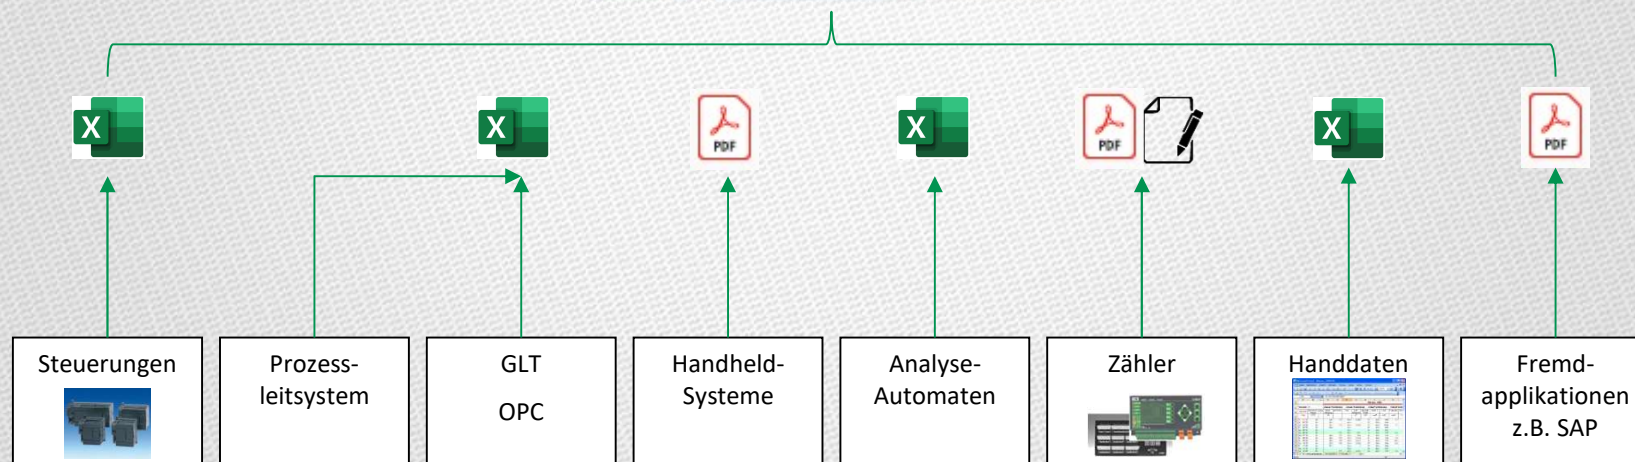 X
X
PDF
X
PDF
X
PDF
Steuerungen
Prozess-
leitsystem
GLT
OPC
Handheld-
Systeme
Analyse-
Automaten
Zähler
Handdaten
Fremd-
applikationen
z.B. SAP